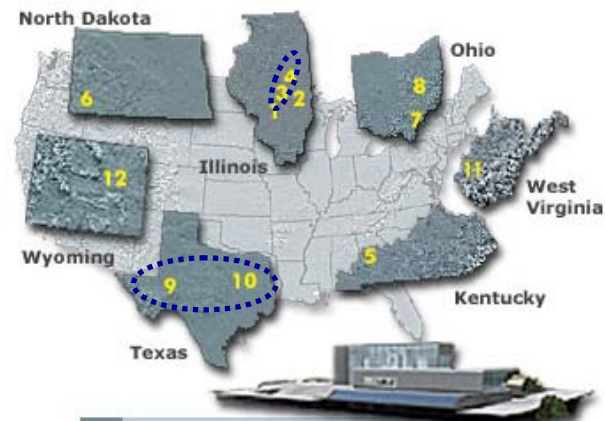 North Dakota
Ohio
4
6
3
2
8
1
7
Illinois
12
11
West
Virginia
Wyoming
5
9
10
Kentucky
Texas